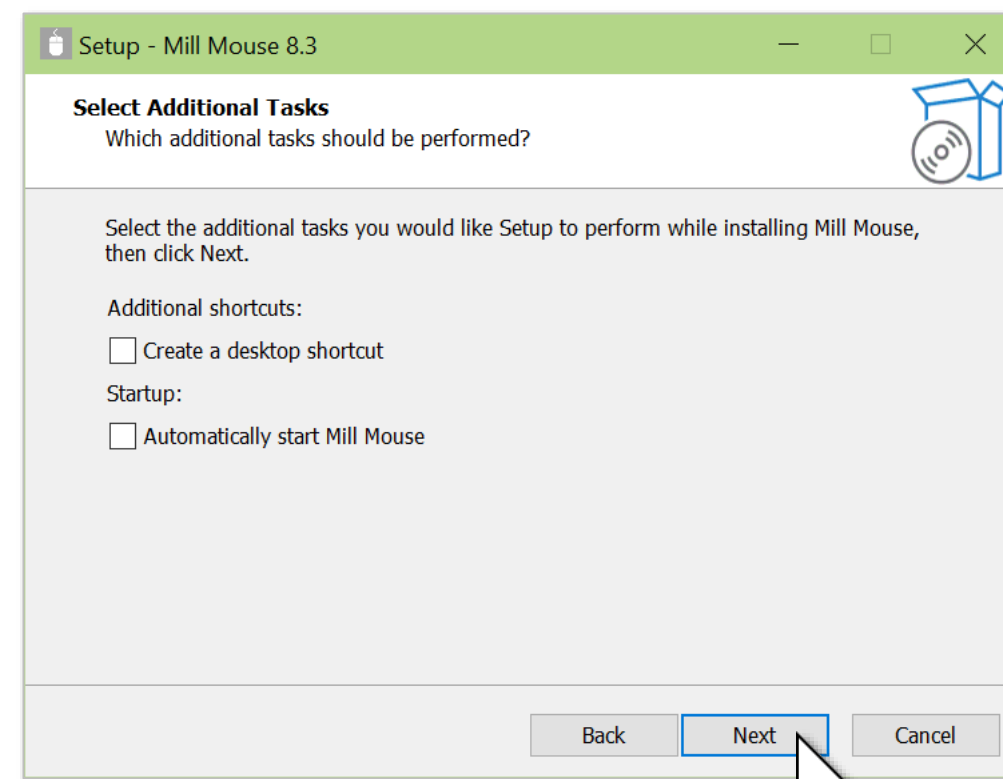 Setup - Mill Mouse 8.3
Select Additional Tasks
Which additional tasks should be performed?
Select the additional tasks you would like Setup to perform while installing Mill Mouse,
then click Next.
Additional shortcuts:
Create a desktop shortcut
Startup:
Automatically start Mill Mouse
Back Next Cancel